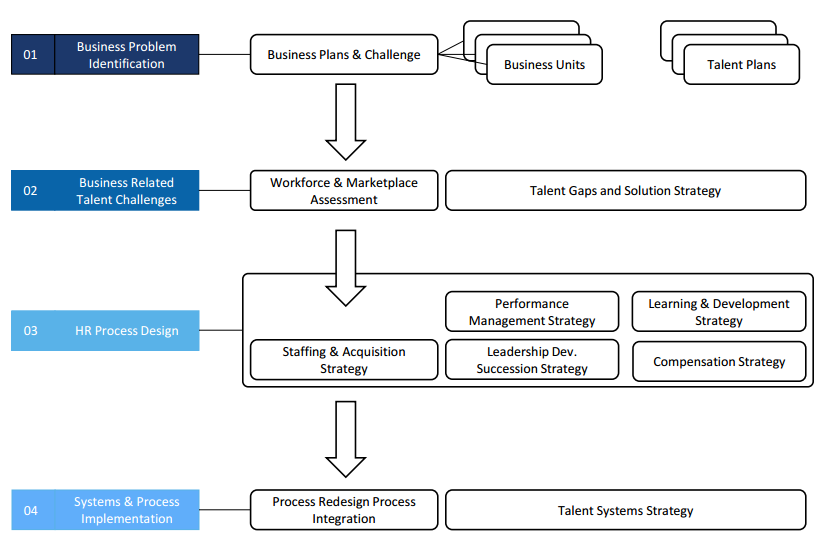 01
Business Problem
Identification
Business Plans & Challenge
Business Units
Talent Plans
02
Business Related
Talent Challenges
Workforce & Marketplace
Assessment
Talent Gaps and Solution Strategy
03
HR Process Design
Performance
Management Strategy
Learning & Development
Strategy
Staffing & Acquisition
Strategy
Leadership Dev.
Succession Strategy
Compensation Strategy
04
Systems & Process
Implementation
Process Redesign Process
Integration
Talent Systems Strategy